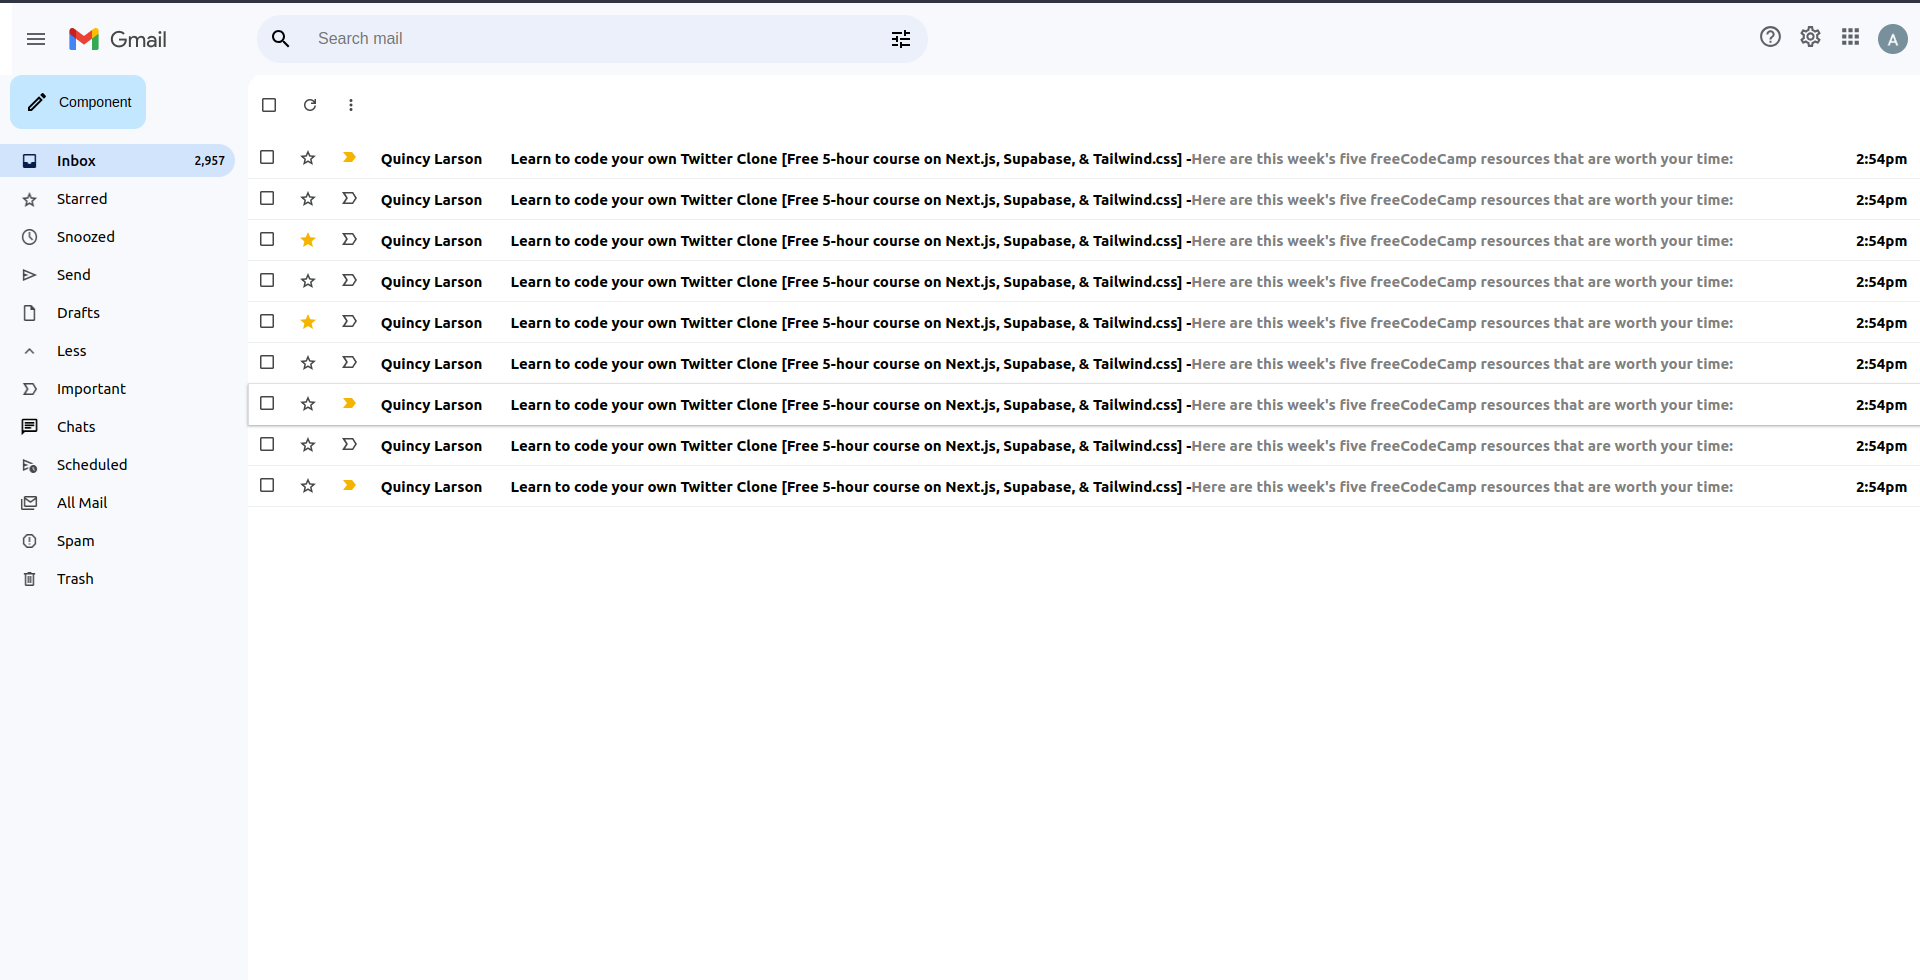 Gmail
Search mail
A
Component
Inbox 2,957
Starred
Snoozed
Send
Drafts
Less
Important
Chats
Scheduled
All Mail
Spam
Trash
Quincy Larson Learn to code your own Twitter Clone [Free 5-hour course on Next.js, Supabase, & Tailwind.css] -Here are this week's five freeCodeCamp resources that are worth your time: 2:54pm
Quincy Larson Learn to code your own Twitter Clone [Free 5-hour course on Next.js, Supabase, & Tailwind.css] -Here are this week's five freeCodeCamp resources that are worth your time: 2:54pm
Quincy Larson Learn to code your own Twitter Clone [Free 5-hour course on Next.js, Supabase, & Tailwind.css] -Here are this week's five freeCodeCamp resources that are worth your time: 2:54pm
Quincy Larson Learn to code your own Twitter Clone [Free 5-hour course on Next.js, Supabase, & Tailwind.css] -Here are this week's five freeCodeCamp resources that are worth your time: 2:54pm
Quincy Larson Learn to code your own Twitter Clone [Free 5-hour course on Next.js, Supabase, & Tailwind.css] -Here are this week's five freeCodeCamp resources that are worth your time: 2:54pm
Quincy Larson Learn to code your own Twitter Clone [Free 5-hour course on Next.js, Supabase, & Tailwind.css] -Here are this week's five freeCodeCamp resources that are worth your time: 2:54pm
Quincy Larson Learn to code your own Twitter Clone [Free 5-hour course on Next.js, Supabase, & Tailwind.css] -Here are this week's five freeCodeCamp resources that are worth your time: 2:54pm
Quincy Larson Learn to code your own Twitter Clone [Free 5-hour course on Next.js, Supabase, & Tailwind.css] -Here are this week's five freeCodeCamp resources that are worth your time: 2:54pm
Quincy Larson Learn to code your own Twitter Clone [Free 5-hour course on Next.js, Supabase, & Tailwind.css] -Here are this week's five freeCodeCamp resources that are worth your time: 2:54pm